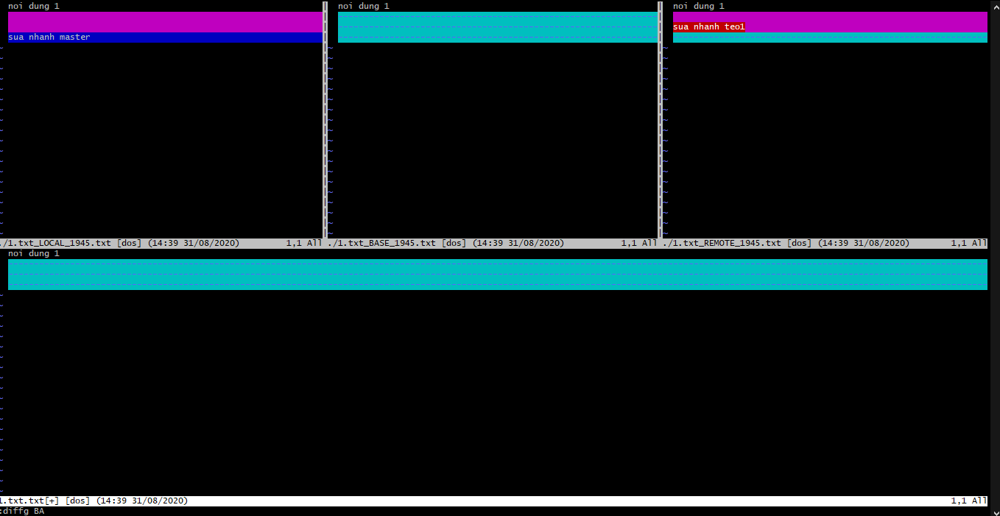 noi dung 1
sua nhanh master
./1.txt_LOCAL_1945.txt [dos] (14:39 31/08/2020) 1,1 All
noi dung 1
./1.txt_BASE_1945.txt [dos] (14:39 31/08/2020) 1,1 All
noi dung 1
sua nhanh teo1
./1.txt_REMOTE_1945.txt [dos] (14:39 31/08/2020) 1,1 All
noi dung 1
1.txt.txt[+] [dos] (14:39 31/08/2020) 1,1 All
:diffg BA